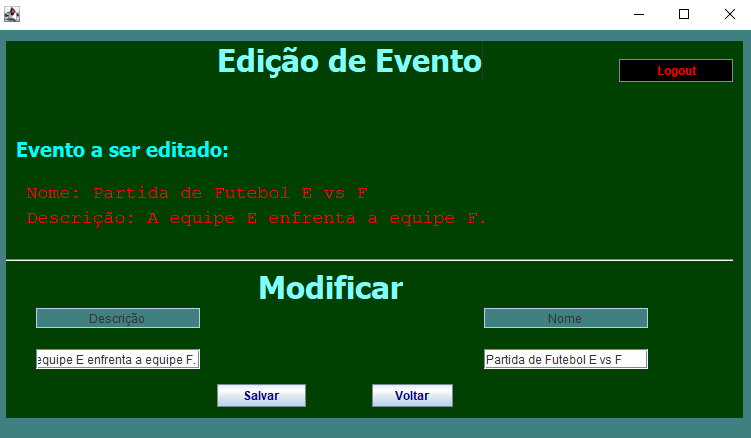 Edição de Evento
Logout
Evento a ser editado:
Nome: Partida de Futebol E vs F
Descrição: A equipe E enfrenta a equipe F.
Modificar
Descrição Nome
equipe E enfrenta a equipe F. Partida de Futebol E vs F
Salvar Voltar